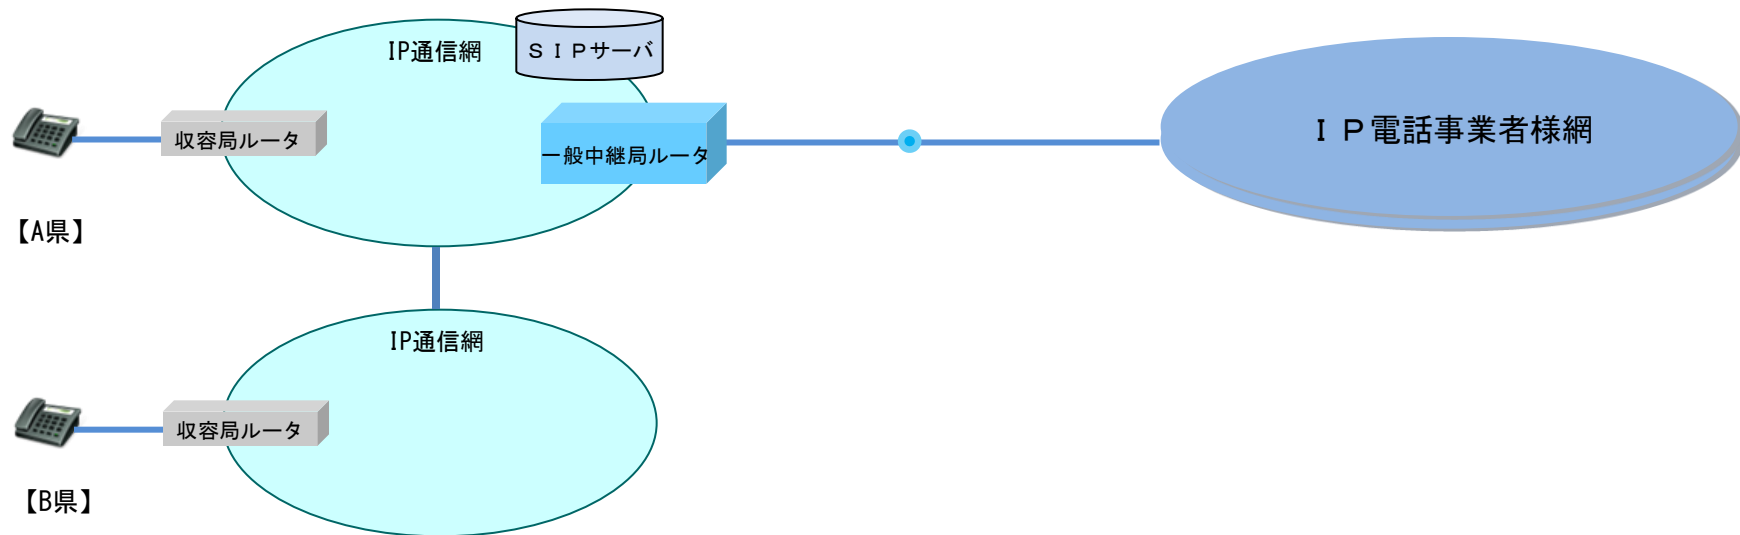 IP通信網
ＳＩＰサーバ
収容局ルータ
一般中継局ルータ
ＩＰ電話事業者様網
【A県】
IP通信網
収容局ルータ
【B県】